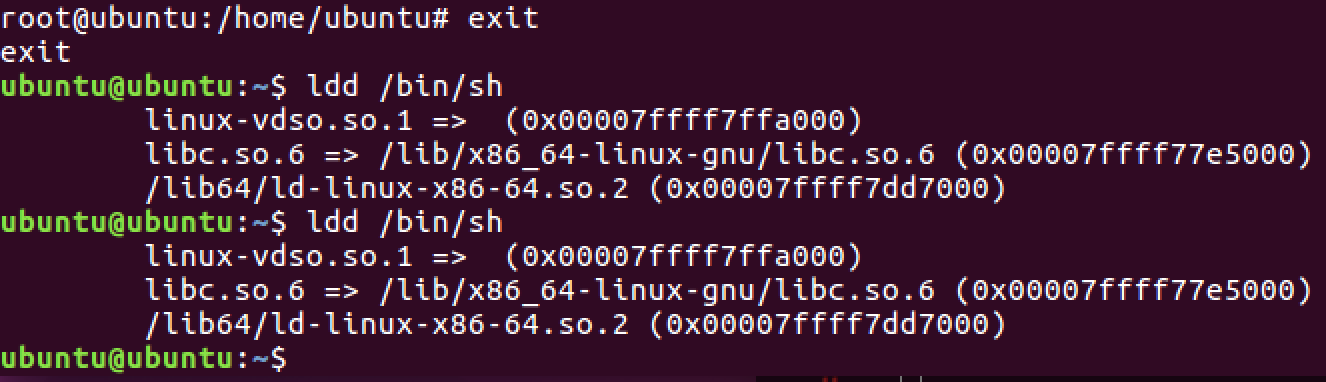 root@ubuntu:/home/ubuntu# exit
exit
ubuntu@ubuntu:~$ ldd /bin/sh
        linux-vdso.so.1 =>  (0x00007ffff7ffa000)
        libc.so.6 => /lib/x86_64-linux-gnu/libc.so.6 (0x00007ffff77e5000)
        /lib64/ld-linux-x86-64.so.2 (0x00007ffff7dd7000)
ubuntu@ubuntu:~$ ldd /bin/sh
        linux-vdso.so.1 =>  (0x00007ffff7ffa000)
        libc.so.6 => /lib/x86_64-linux-gnu/libc.so.6 (0x00007ffff77e5000)
        /lib64/ld-linux-x86-64.so.2 (0x00007ffff7dd7000)
ubuntu@ubuntu:~$